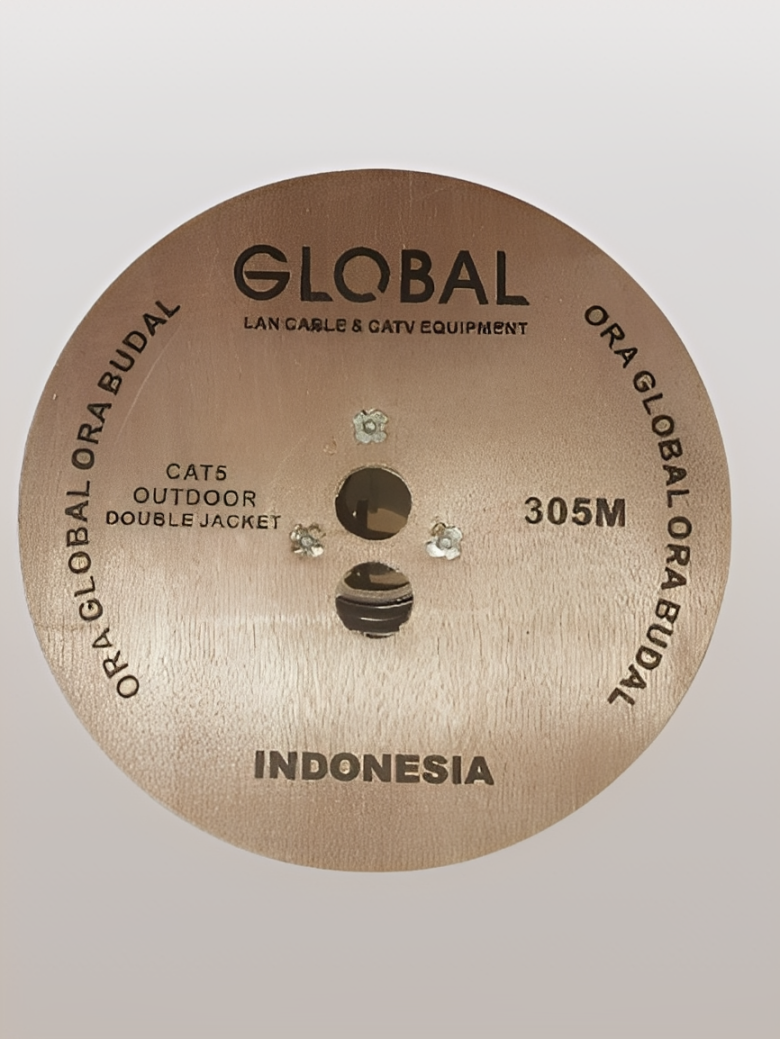 GLOBAL
LAN CABLE & CATV EQUIPMENT
ORA GLOBAL ORA BUDAL
ORA GLOBAL ORA BUDAL
CAT5
OUTDOOR
DOUBLE JACKET
305M
INDONESIA